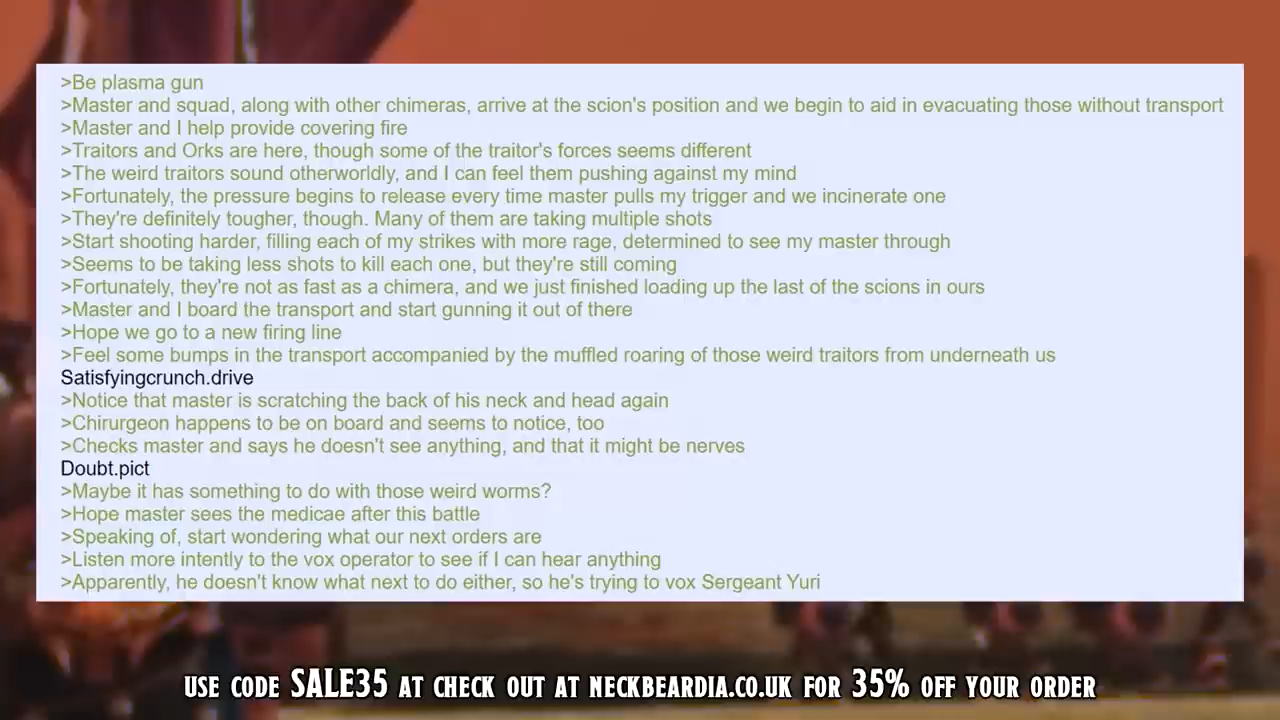 >Be plasma gun
>Master and squad, along with other chimeras, arrive at the scion's position and we begin to aid in evacuating those without transport
>Master and I help provide covering fire
>Traitors and Orks are here, though some of the traitor's forces seems different
>The weird traitors sound otherworldly, and I can feel them pushing against my mind
>Fortunately, the pressure begins to release every time master pulls my trigger and we incinerate one
>They're definitely tougher, though. Many of them are taking multiple shots
>Start shooting harder, filling each of my strikes with more rage, determined to see my master through
>Seems to be taking less shots to kill each one, but they're still coming
>Fortunately, they're not as fast as a chimera, and we just finished loading up the last of the scions in ours
>Master and I board the transport and start gunning it out of there
>Hope we go to a new firing line
>Feel some bumps in the transport accompanied by the muffled roaring of those weird traitors from underneath us
Satisfyingcrunch.drive
>Notice that master is scratching the back of his neck and head again
>Chirurgeon happens to be on board and seems to notice, too
>Checks master and says he doesn't see anything, and that it might be nerves
Doubt.pict
>Maybe it has something to do with those weird worms?
>Hope master sees the medicae after this battle
>Speaking of, start wondering what our next orders are
>Listen more intently to the vox operator to see if I can hear anything
>Apparently, he doesn't know what next to do either, so he's trying to vox Sergeant Yuri
USE CODE SALE35 AT CHECK OUT AT NECKBEARDIA.CO.UK FOR 35% OFF YOUR ORDER